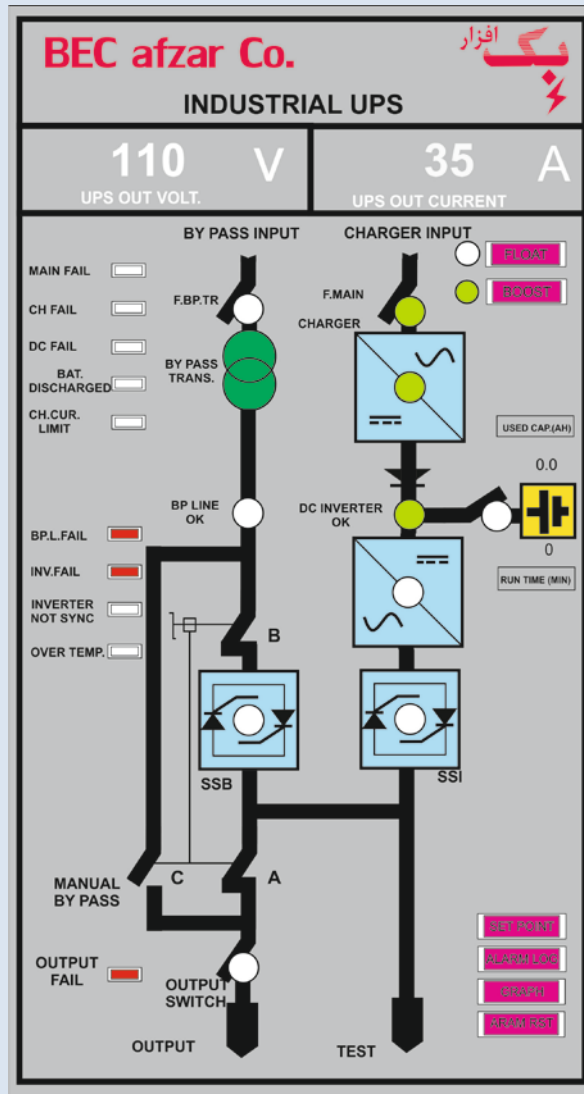 BEC afzar Co.
بک افزار
INDUSTRIAL UPS
110 V
UPS OUT VOLT.
35 A
UPS OUT CURRENT
BY PASS INPUT
CHARGER INPUT
MAIN FAIL
CH FAIL
DC FAIL
BAT.
DISCHARGED
CH.CUR.
LIMIT
F.BP.TR
BY PASS
TRANS.
F.MAIN
CHARGER
FLOAT
BOOST
USED CAP.(AH)
0.0
0
RUN TIME (MIN)
BP LINE
OK
DC INVERTER
OK
BP.L.FAIL
INV.FAIL
INVERTER
NOT SYNC
OVER TEMP.
B
SSB
SSI
MANUAL
BY PASS
C
A
OUTPUT
FAIL
OUTPUT
SWITCH
OUTPUT
TEST
SET POINT
ALARM LOG
GRAPH
ARAM RST